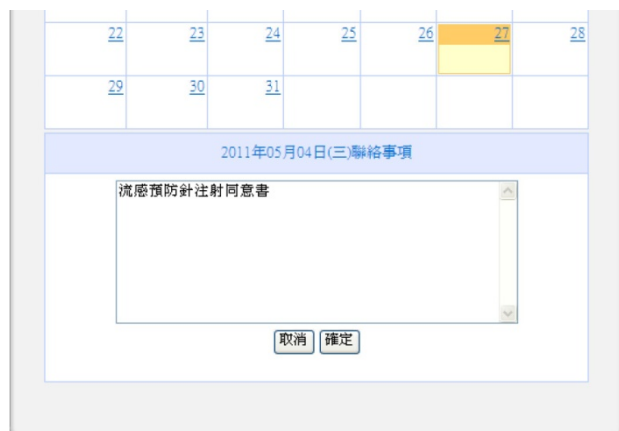 22 23 24 25 26 27 28
29 30 31
2011年05月04日(三)聯絡事項
流感預防針注射同意書
取消 確定